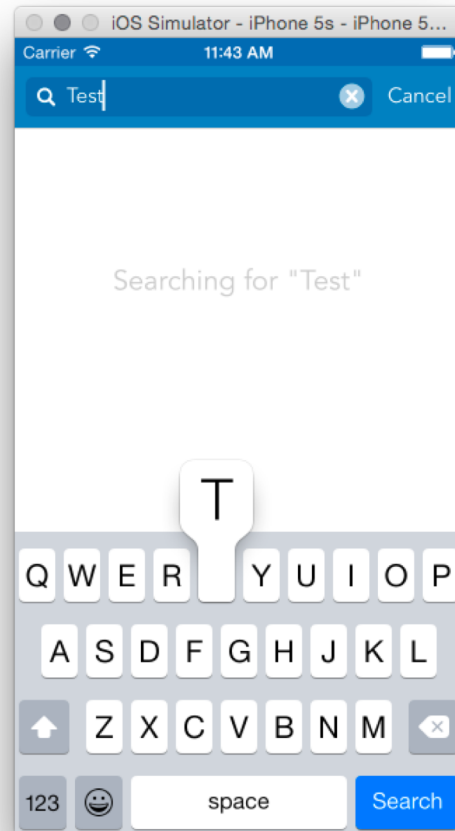 iOS Simulator - iPhone 5s - iPhone 5...
Carrier 11:43 AM
Test Cancel
Searching for "Test"
T
Q W E R Y U I O P
A S D F G H J K L
Z X C V B N M
123 space Search